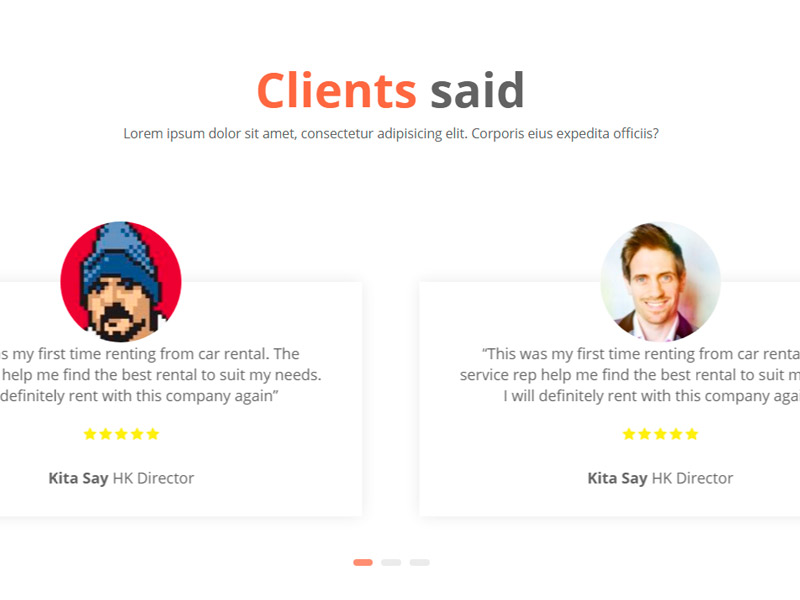 Clients said
Lorem ipsum dolor sit amet, consectetur adipisicing elit. Corporis eius expedita officiis?
my first time renting from car rental. The
help me find the best rental to suit my needs.
definitely rent with this company again”
Kita Say HK Director
“This was my first time renting from car
service rep help me find the best rental to suit
I will definitely rent with this company
Kita Say HK Director